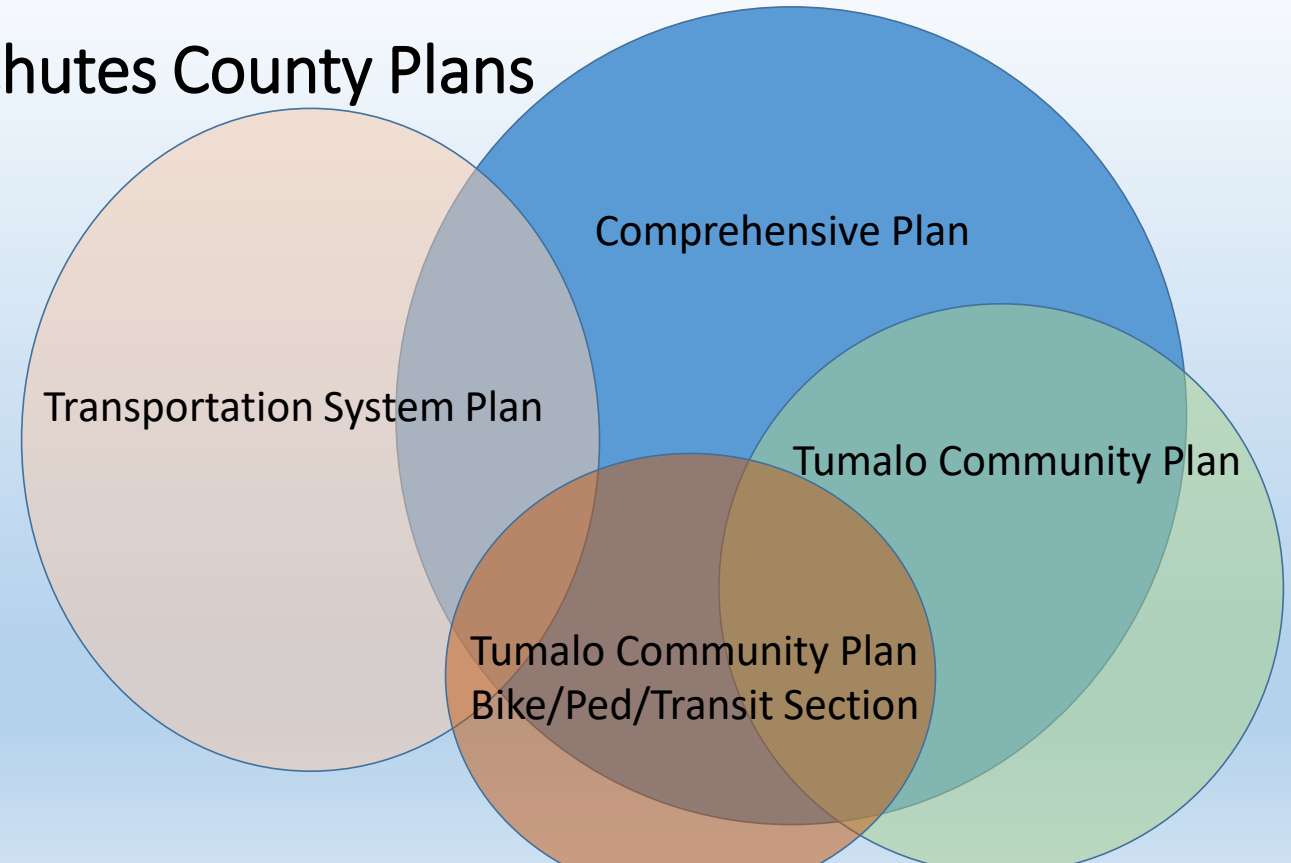 hutes County Plans
Comprehensive Plan
Transportation System Plan
Tumalo Community Plan
Tumalo Community Plan
Bike/Ped/Transit Section